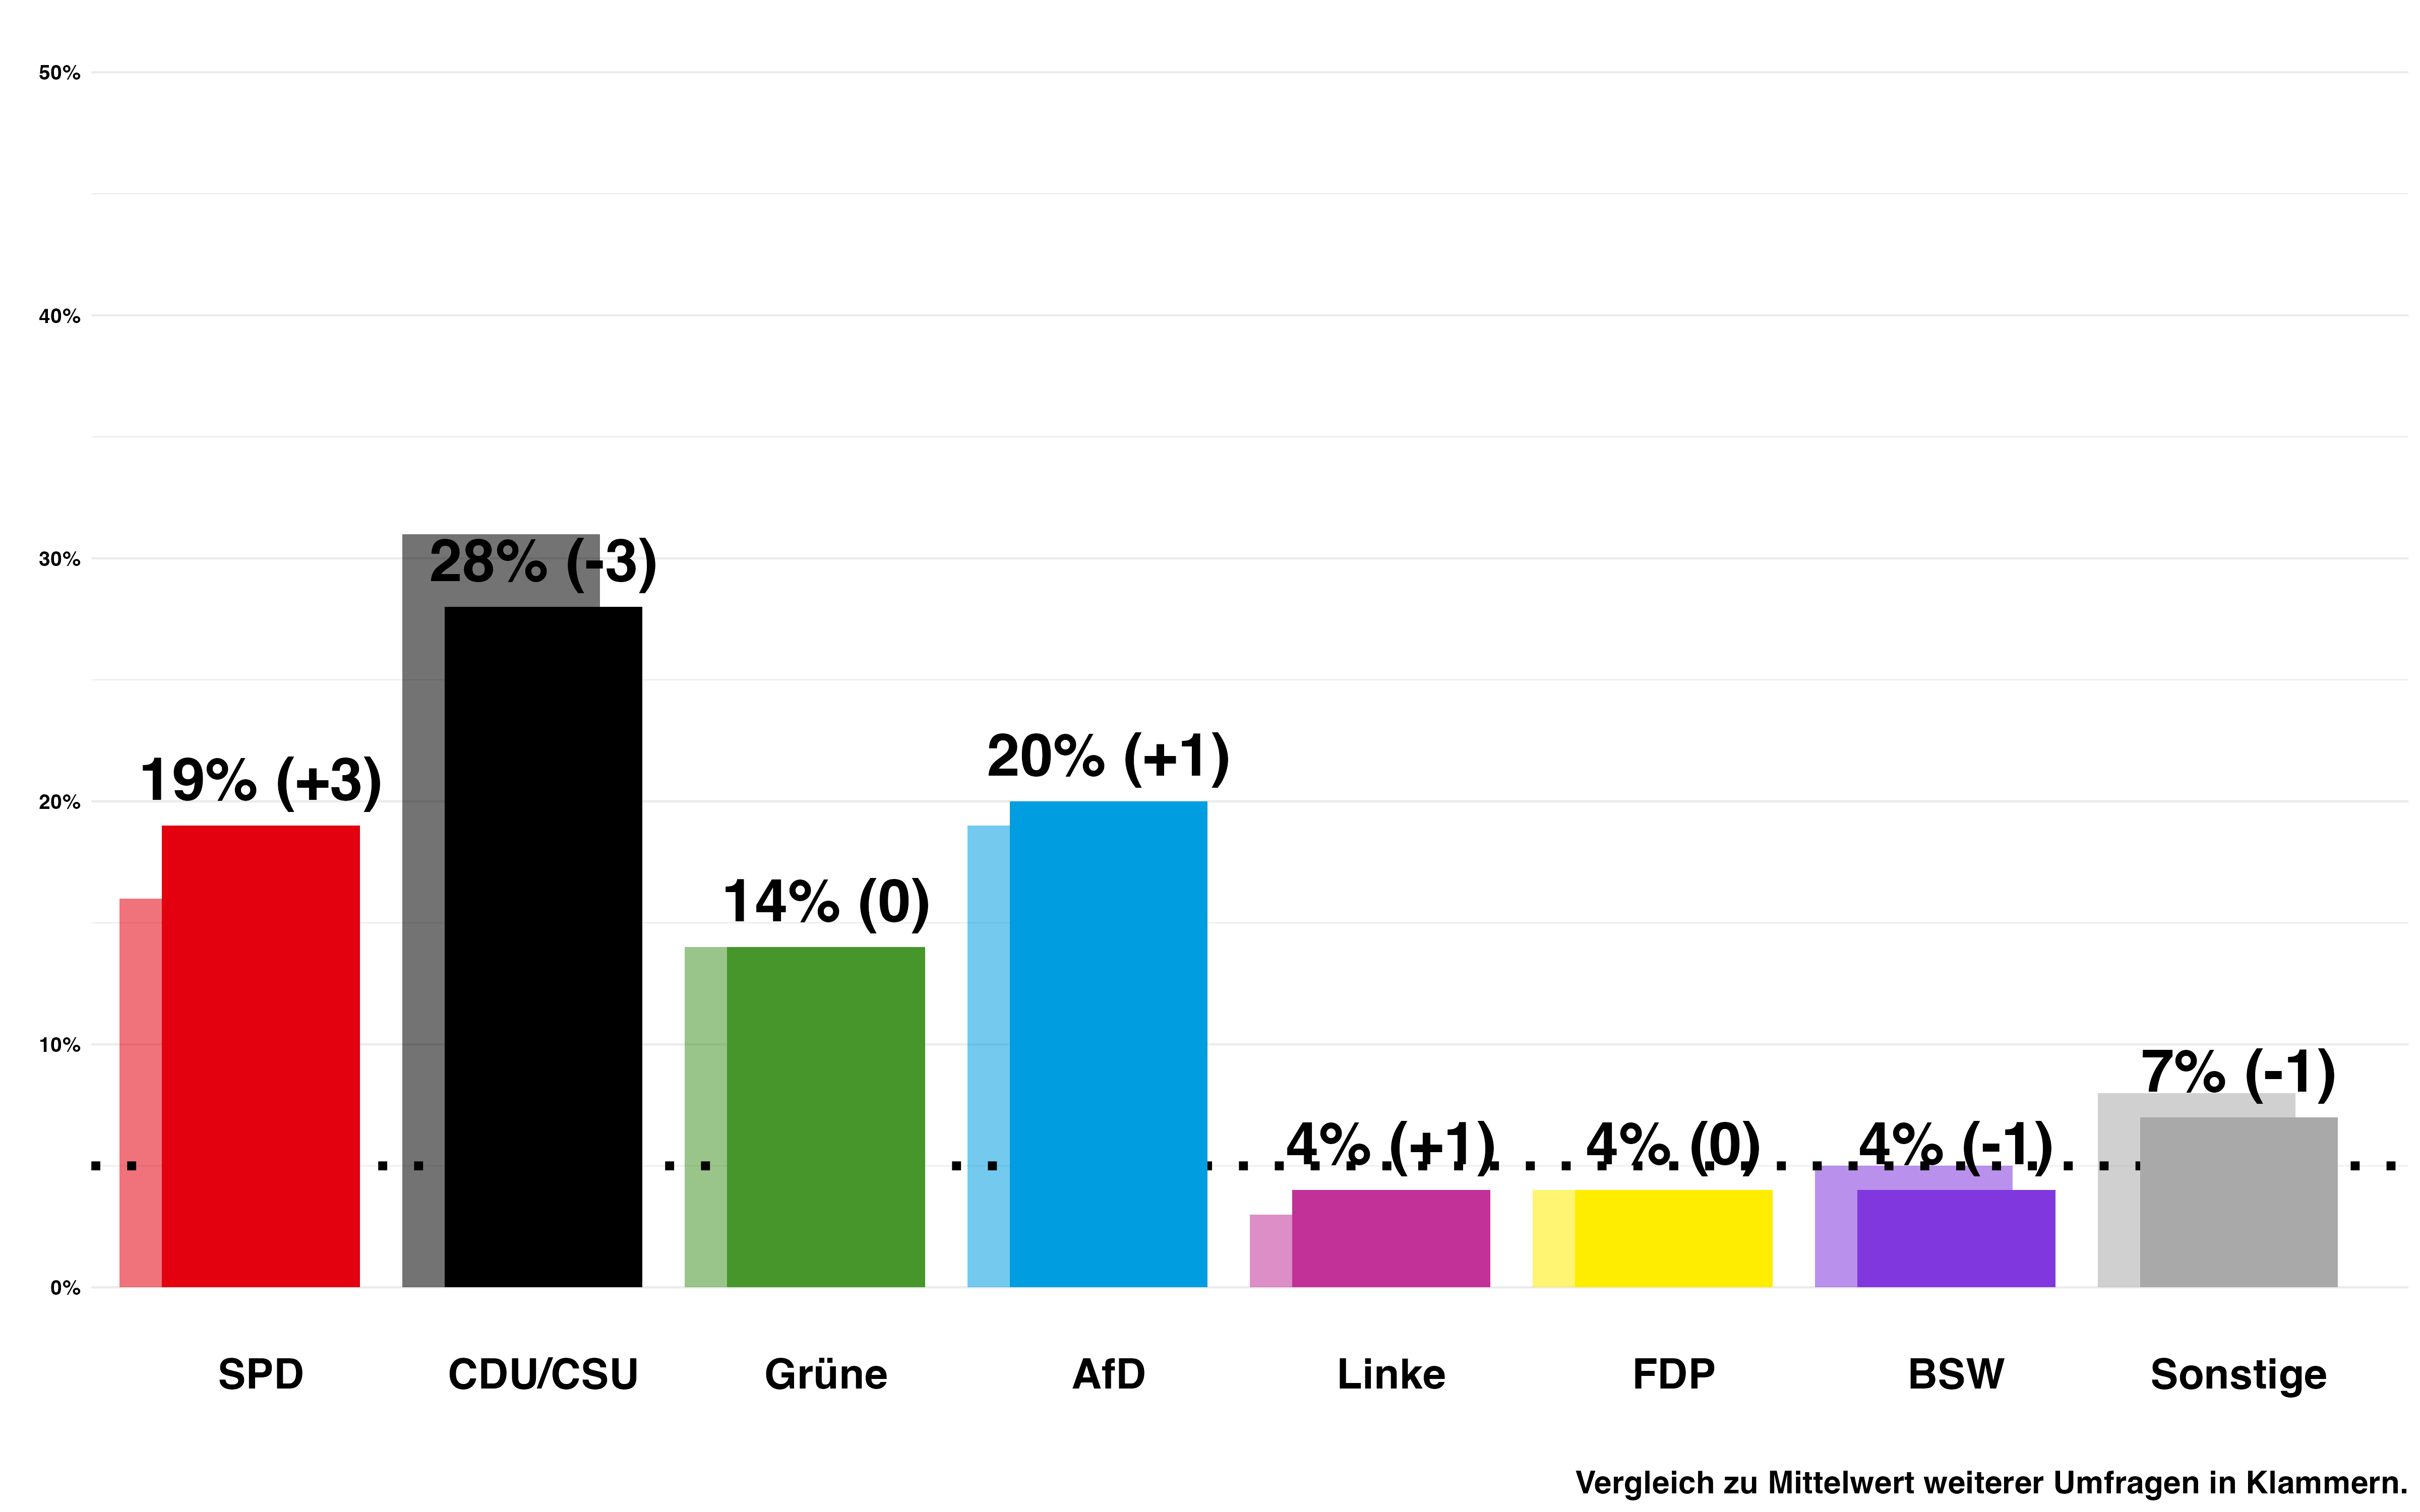 50%
40%
30%
20%
10%
0%
19% (+3)
28% (-3)
14% (0)
20% (+1)
4% (+1)
4% (0)
4% (-1)
7% (-1)
SPD
CDU/CSU
Grüne
AfD
Linke
FDP
BSW
Sonstige
Vergleich zu Mittelwert weiterer Umfragen in Klammern.